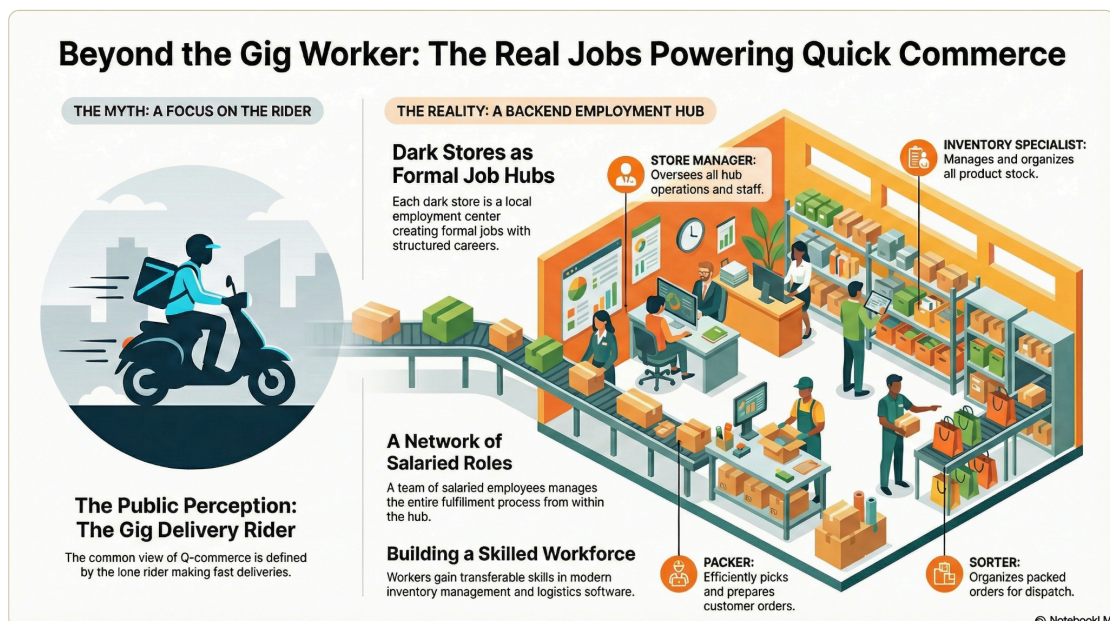 Beyond the Gig Worker: The Real Jobs Powering Quick Commerce
THE MYTH: A FOCUS ON THE RIDER
The Public Perception:
The Gig Delivery Rider
The common view of Q-commerce is defined
by the lone rider making fast deliveries.
THE REALITY: A BACKEND EMPLOYMENT HUB
Dark Stores as
Formal Job Hubs
Each dark store is a local
employment center
creating formal jobs with
structured careers.
STORE MANAGER:
Oversees all hub
operations and staff.
INVENTORY SPECIALIST:
Manages and organizes
all product stock.
A Network of
Salaried Roles
A team of salaried employees manages
the entire fulfillment process from within
the hub.
Building a Skilled Workforce
Workers gain transferable skills in modern
inventory management and logistics software.
PACKER:
Efficiently picks
and prepares
customer orders.
SORTER:
Organizes packed
orders for dispatch.